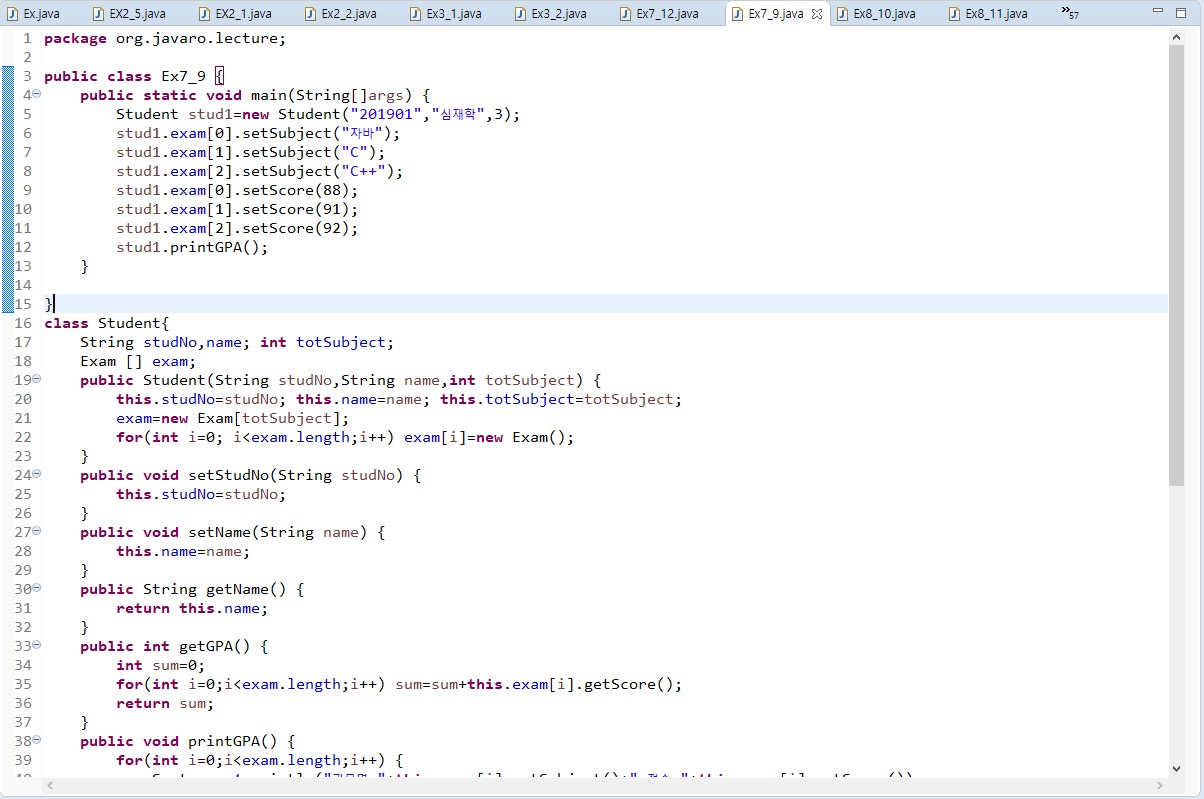 Ex.java EX2_5.java EX2_1.java Ex2_2.java Ex3_1.java Ex3_2.java Ex7_12.java Ex7_9.java Ex8_10.java Ex8_11.java »57
1 package org.javaro.lecture;
2
3 public class Ex7_9 {
4 public static void main(String[]args) {
5 Student stud1=new Student("201901","심재학",3);
6 stud1.exam[0].setSubject("자바");
7 stud1.exam[1].setSubject("C");
8 stud1.exam[2].setSubject("C++");
9 stud1.exam[0].setScore(88);
10 stud1.exam[1].setScore(91);
11 stud1.exam[2].setScore(92);
12 stud1.printGPA();
13 }
14
15 }
16 class Student{
17 String studNo,name; int totSubject;
18 Exam [] exam;
19 public Student(String studNo,String name,int totSubject) {
20 this.studNo=studNo; this.name=name; this.totSubject=totSubject;
21 exam=new Exam[totSubject];
22 for(int i=0; i<exam.length;i++) exam[i]=new Exam();
23 }
24 public void setStudNo(String studNo) {
25 this.studNo=studNo;
26 }
27 public void setName(String name) {
28 this.name=name;
29 }
30 public String getName() {
31 return this.name;
32 }
33 public int getGPA() {
34 int sum=0;
35 for(int i=0;i<exam.length;i++) sum=sum+this.exam[i].getScore();
36 return sum;
37 }
38 public void printGPA() {
39 for(int i=0;i<exam.length;i++) {